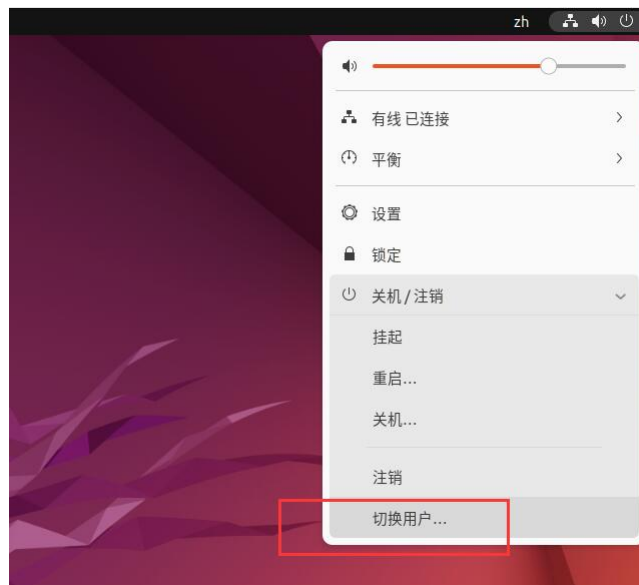 zh
有线 已连接
平衡
设置
锁定
关机 / 注销
挂起
重启...
关机...
注销
切换用户...